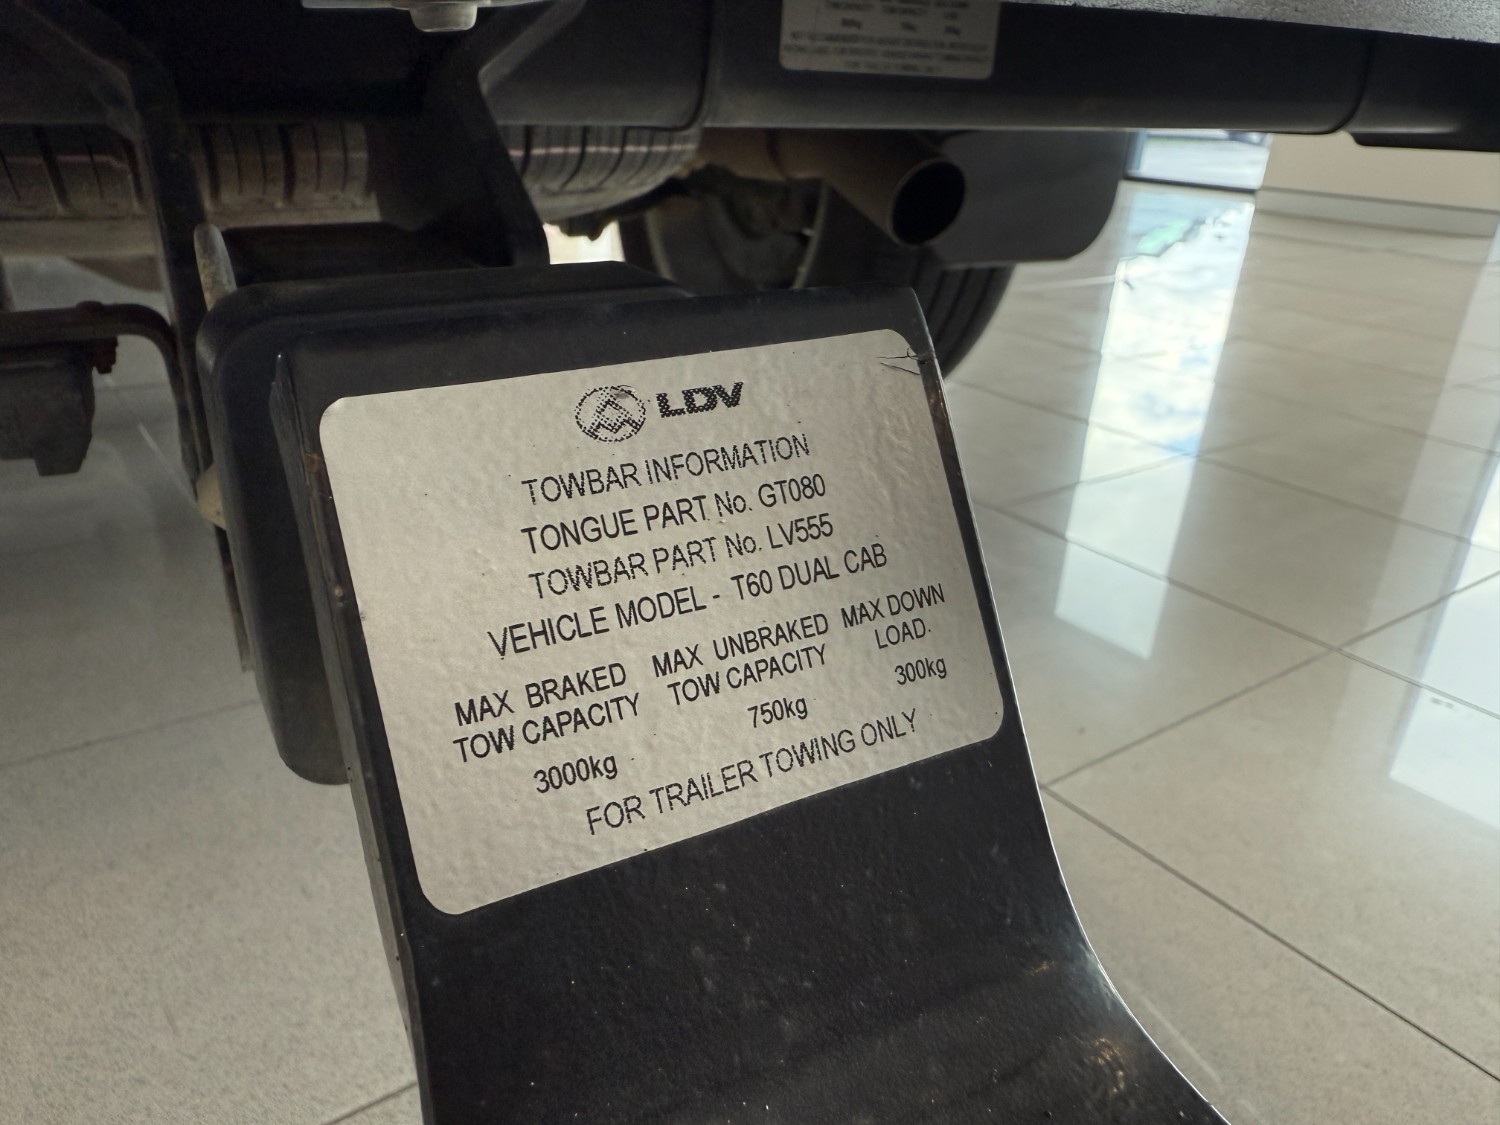 LDV
TOWBAR INFORMATION
TONGUE PART No. GT080
TOWBAR PART No. LV555
VEHICLE MODEL - T60 DUAL CAB
MAX BRAKED TOW CAPACITY
3000kg
MAX UNBRAKED TOW CAPACITY
750kg
MAX DOWN LOAD.
300kg
FOR TRAILER TOWING ONLY